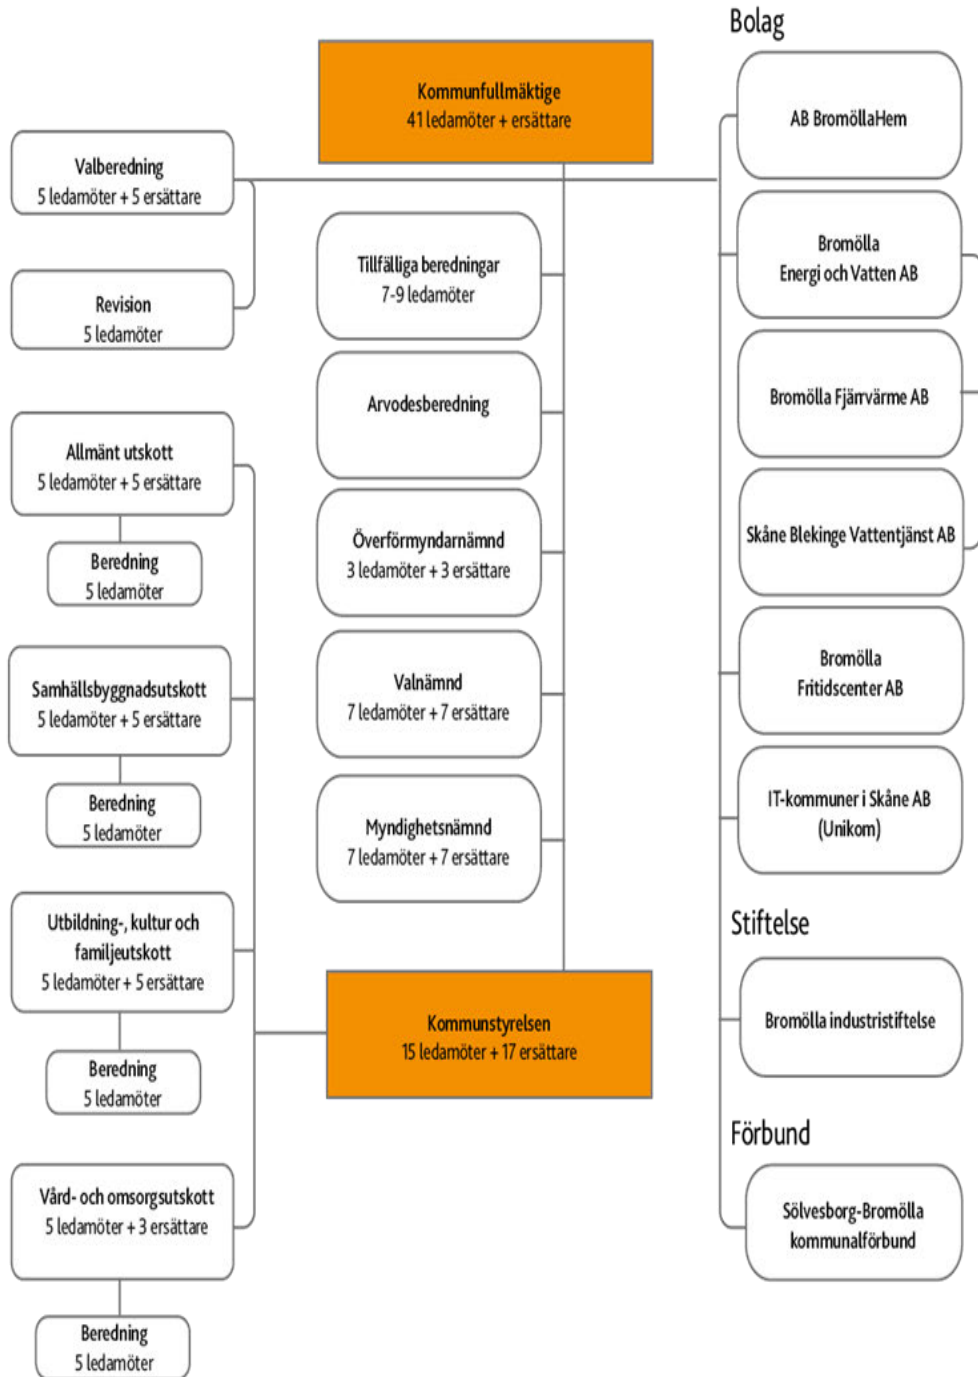 Kommunfullmäktige
41 ledamöter + ersättare
Valberedning
5 ledamöter + 5 ersättare
Revision
5 ledamöter
Tillfälliga beredningar
7-9 ledamöter
Arvodesberedning
Överförmyndarnämnd
3 ledamöter + 3 ersättare
Valnämnd
7 ledamöter + 7 ersättare
Myndighetsnämnd
7 ledamöter + 7 ersättare
Kommunstyrelsen
15 ledamöter + 17 ersättare
Allmänt utskott
5 ledamöter + 5 ersättare
Beredning
5 ledamöter
Samhällsbyggnadsutskott
5 ledamöter + 5 ersättare
Beredning
5 ledamöter
Utbildning-, kultur och
familjeutskott
5 ledamöter + 5 ersättare
Beredning
5 ledamöter
Vård- och omsorgsutskott
5 ledamöter + 3 ersättare
Beredning
5 ledamöter
Bolag
AB BromöllaHem
Bromölla
Energi och Vatten AB
Bromölla Fjärrvärme AB
Skåne Blekinge Vattentjänst AB
Bromölla
Fritidscenter AB
IT-kommuner i Skåne AB
(Unikom)
Stiftelse
Bromölla industristiftelse
Förbund
Sölvesborg-Bromölla
kommunalförbund